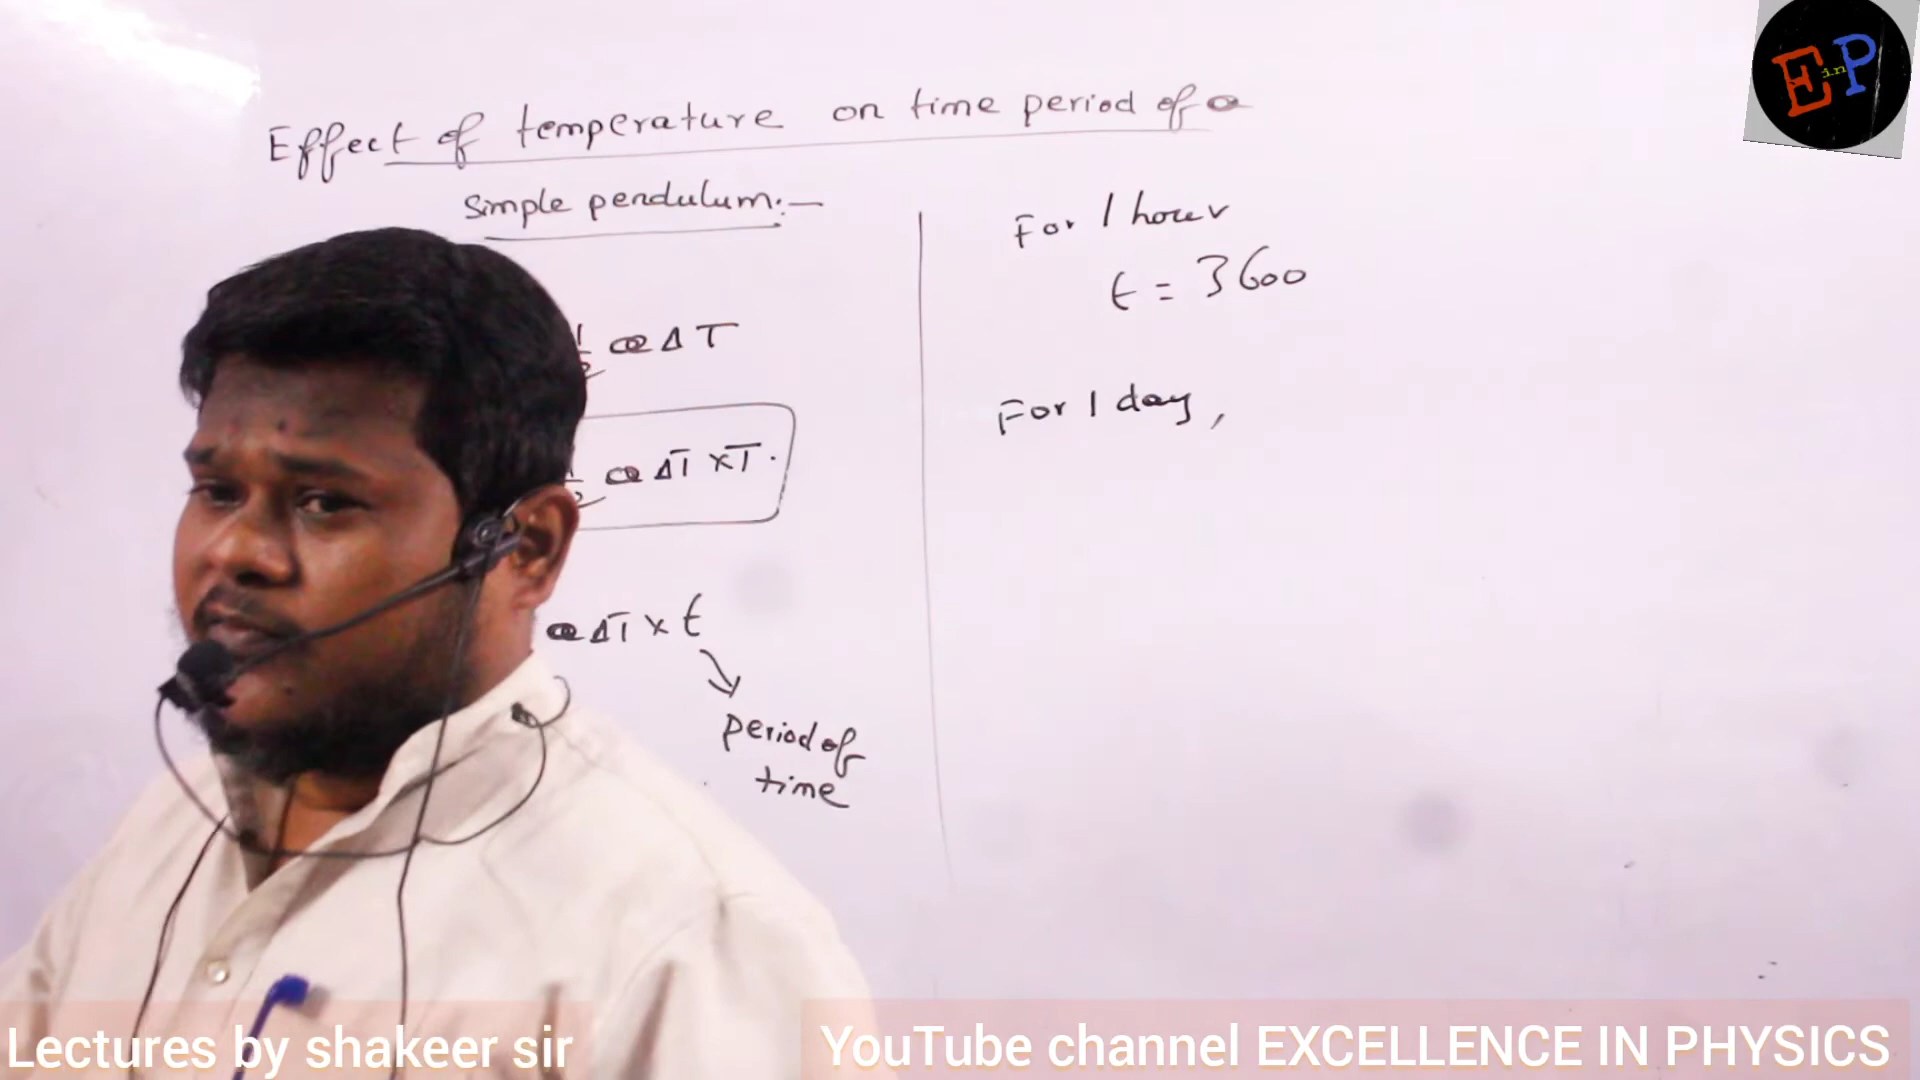 Effect of temperature on time period of a
simple pendulum:—
ΔT
ΔT × T.
ΔT × t
period of
time
For 1 hour
t = 3600
For 1 day,
E in P
Lectures by shakeer sir
YouTube channel EXCELLENCE IN PHYSICS